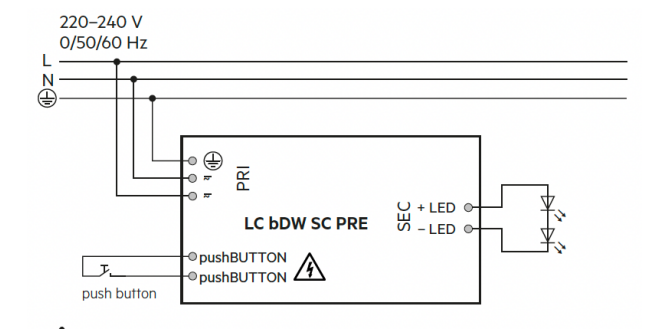 220–240 V
0/50/60 Hz
L
N
PRI
LC bDW SC PRE
SEC
+ LED
– LED
pushBUTTON
pushBUTTON
push button